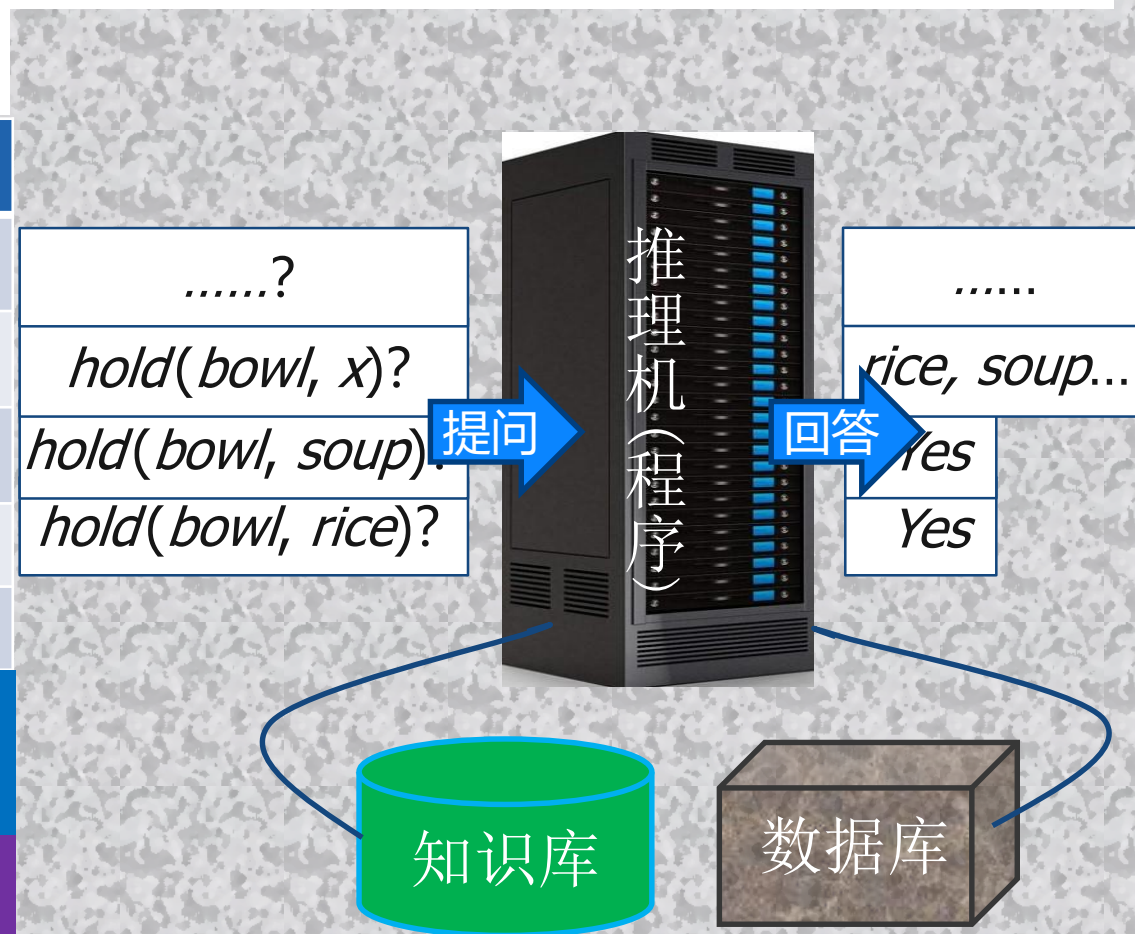 ……?
hold(bowl, x)?
hold(bowl, soup)?
hold(bowl, rice)?
提问
推理机（程序）
回答
……
rice, soup…
Yes
Yes
知识库
数据库